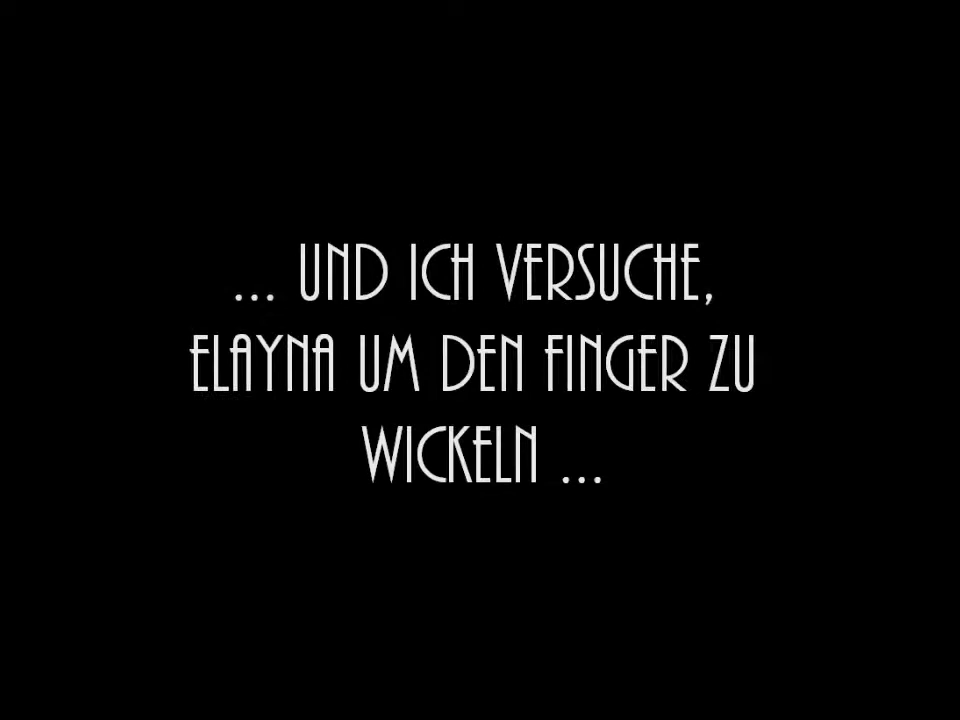 ... UND ICH VERSUCHE,
ELAYNA UM DEN FINGER ZU
WICKELN ...